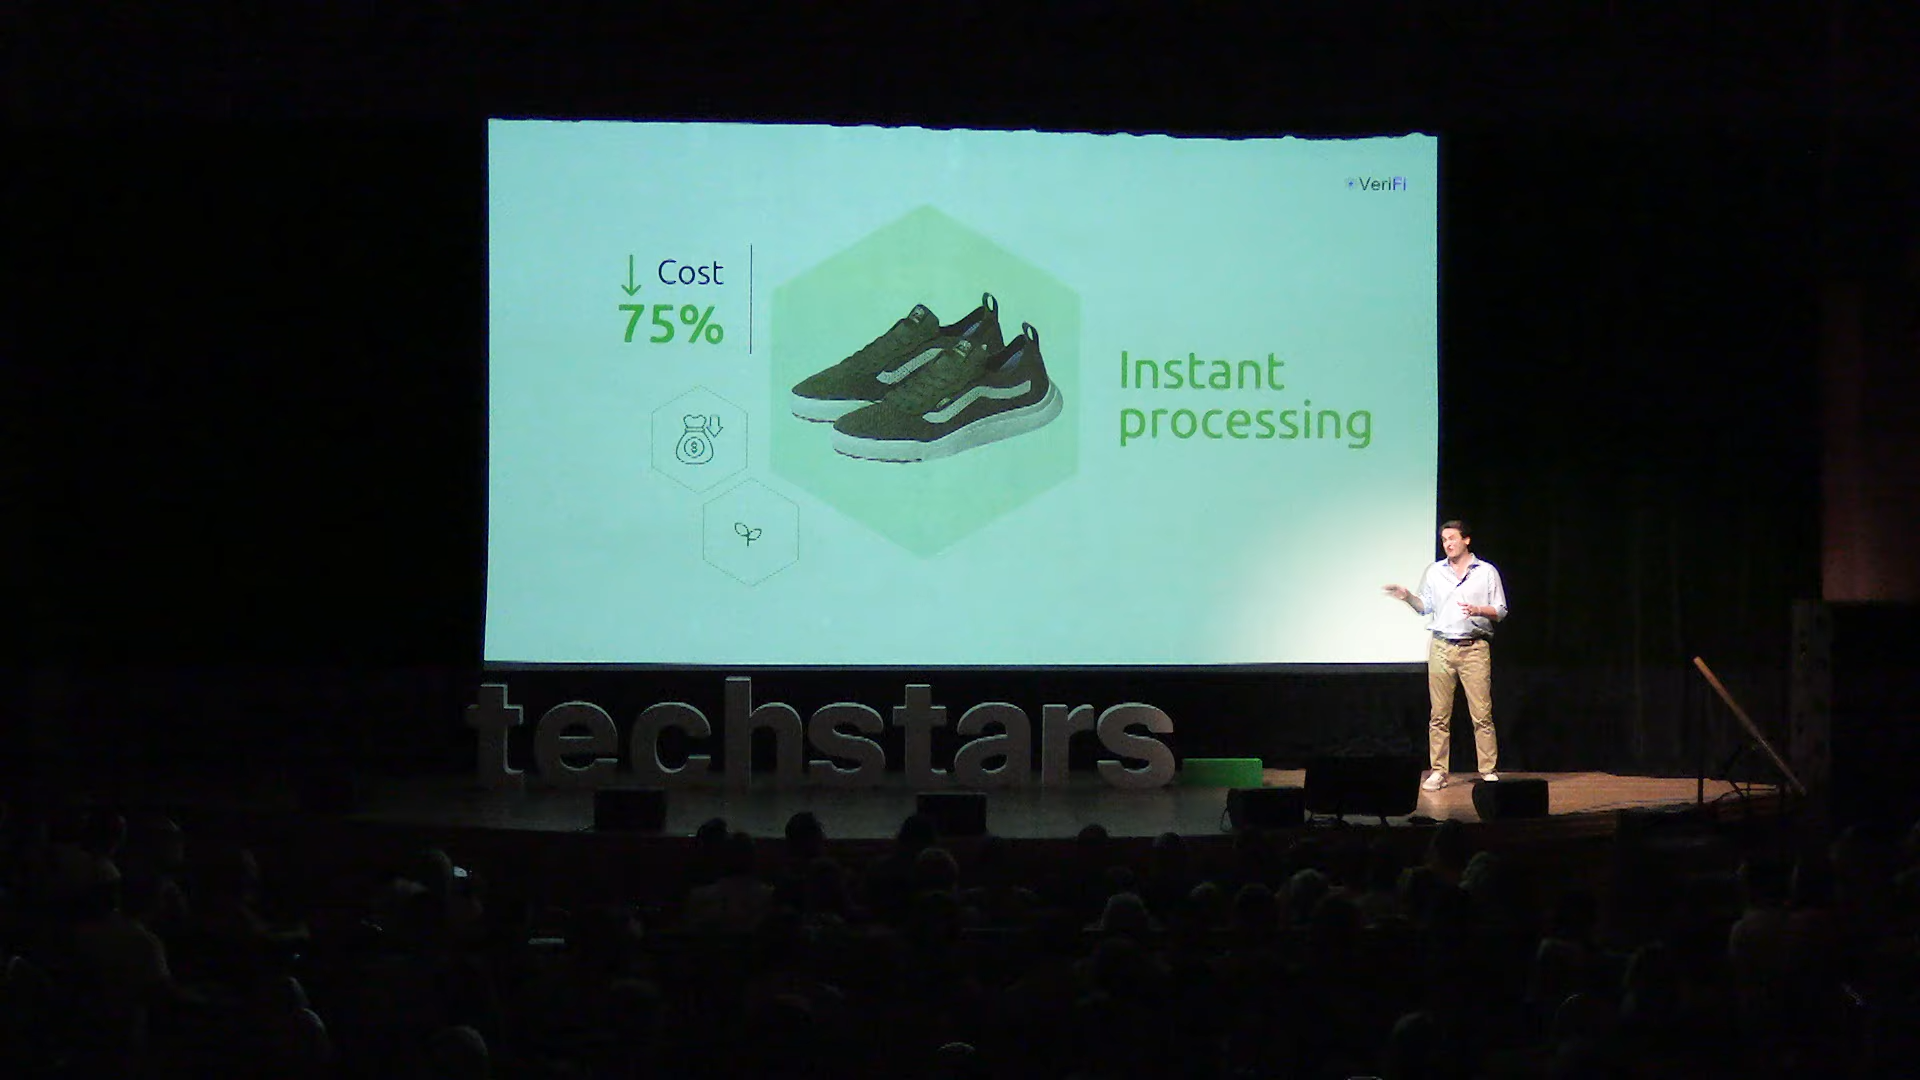 VeriFi
↓ Cost
75%
$
Instant
processing
techstars